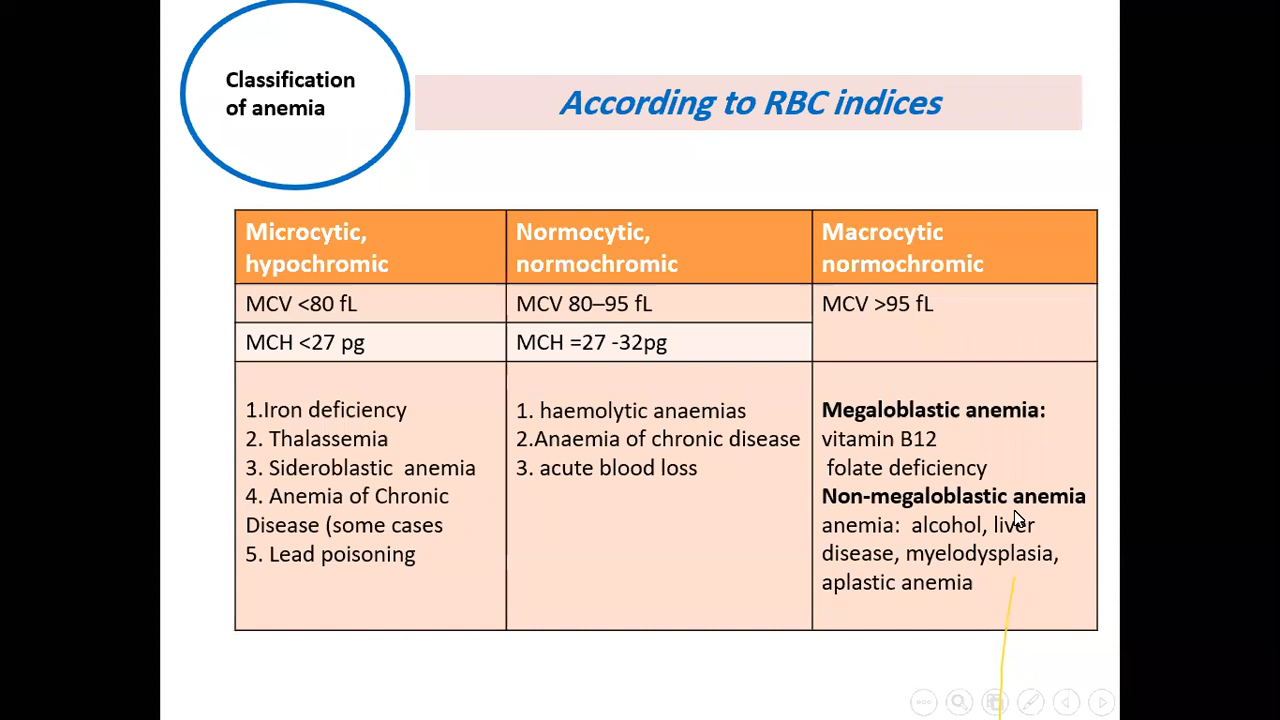 Classification
of anemia
According to RBC indices
Microcytic,
hypochromic
Normocytic,
normochromic
Macrocytic
normochromic
MCV <80 fL
MCV 80–95 fL
MCV >95 fL
MCH <27 pg
MCH =27 -32pg
1.Iron deficiency
2. Thalassemia
3. Sideroblastic  anemia
4. Anemia of Chronic
Disease (some cases
5. Lead poisoning
1. haemolytic anaemias
2.Anaemia of chronic disease
3. acute blood loss
Megaloblastic anemia:
vitamin B12
folate deficiency
Non-megaloblastic anemia
anemia:  alcohol, liver
disease, myelodysplasia,
aplastic anemia